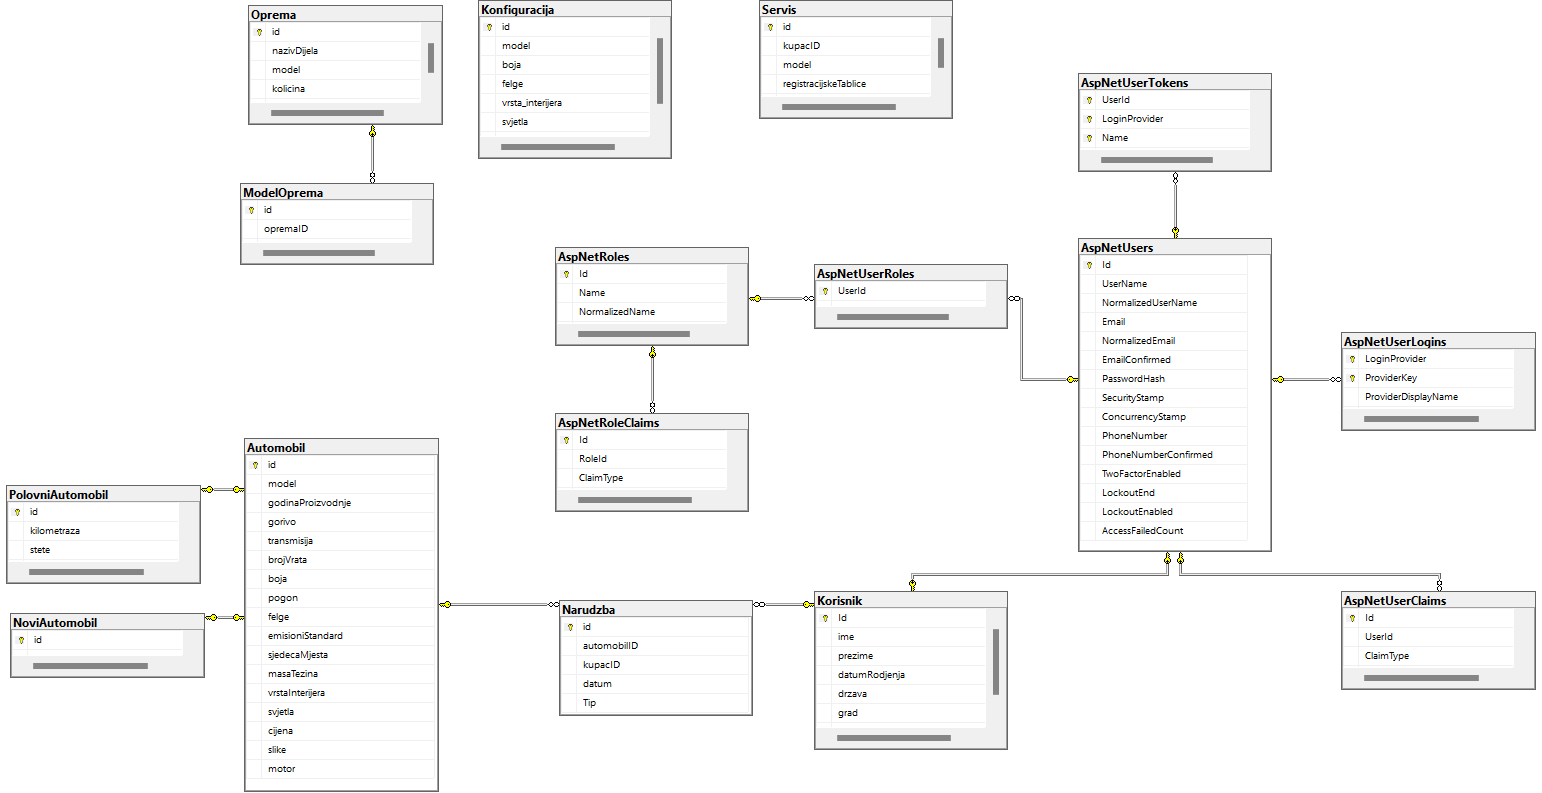 Oprema
id
nazivDijela
model
kolicina
Konfiguracija
id
model
boja
felge
vrsta_interijera
svjetla
Servis
id
kupacID
model
registracijskeTablice
AspNetUserTokens
UserId
LoginProvider
Name
ModelOprema
id
opremaID
AspNetRoles
Id
Name
NormalizedName
AspNetUserRoles
UserId
AspNetUsers
Id
UserName
NormalizedUserName
Email
NormalizedEmail
EmailConfirmed
PasswordHash
SecurityStamp
ConcurrencyStamp
PhoneNumber
PhoneNumberConfirmed
TwoFactorEnabled
LockoutEnd
LockoutEnabled
AccessFailedCount
AspNetUserLogins
LoginProvider
ProviderKey
ProviderDisplayName
AspNetRoleClaims
Id
RoleId
ClaimType
Automobil
id
model
godinaProizvodnje
gorivo
transmisija
brojVrata
boja
pogon
felge
emisioniStandard
sjedecaMjesta
masaTezina
vrstaInterijera
svjetla
cijena
slike
motor
PolovniAutomobil
id
kilometraza
stete
NoviAutomobil
id
Narudzba
id
automobilID
kupacID
datum
Tip
Korisnik
Id
ime
prezime
datumRodjenja
drzava
grad
AspNetUserClaims
Id
UserId
ClaimType